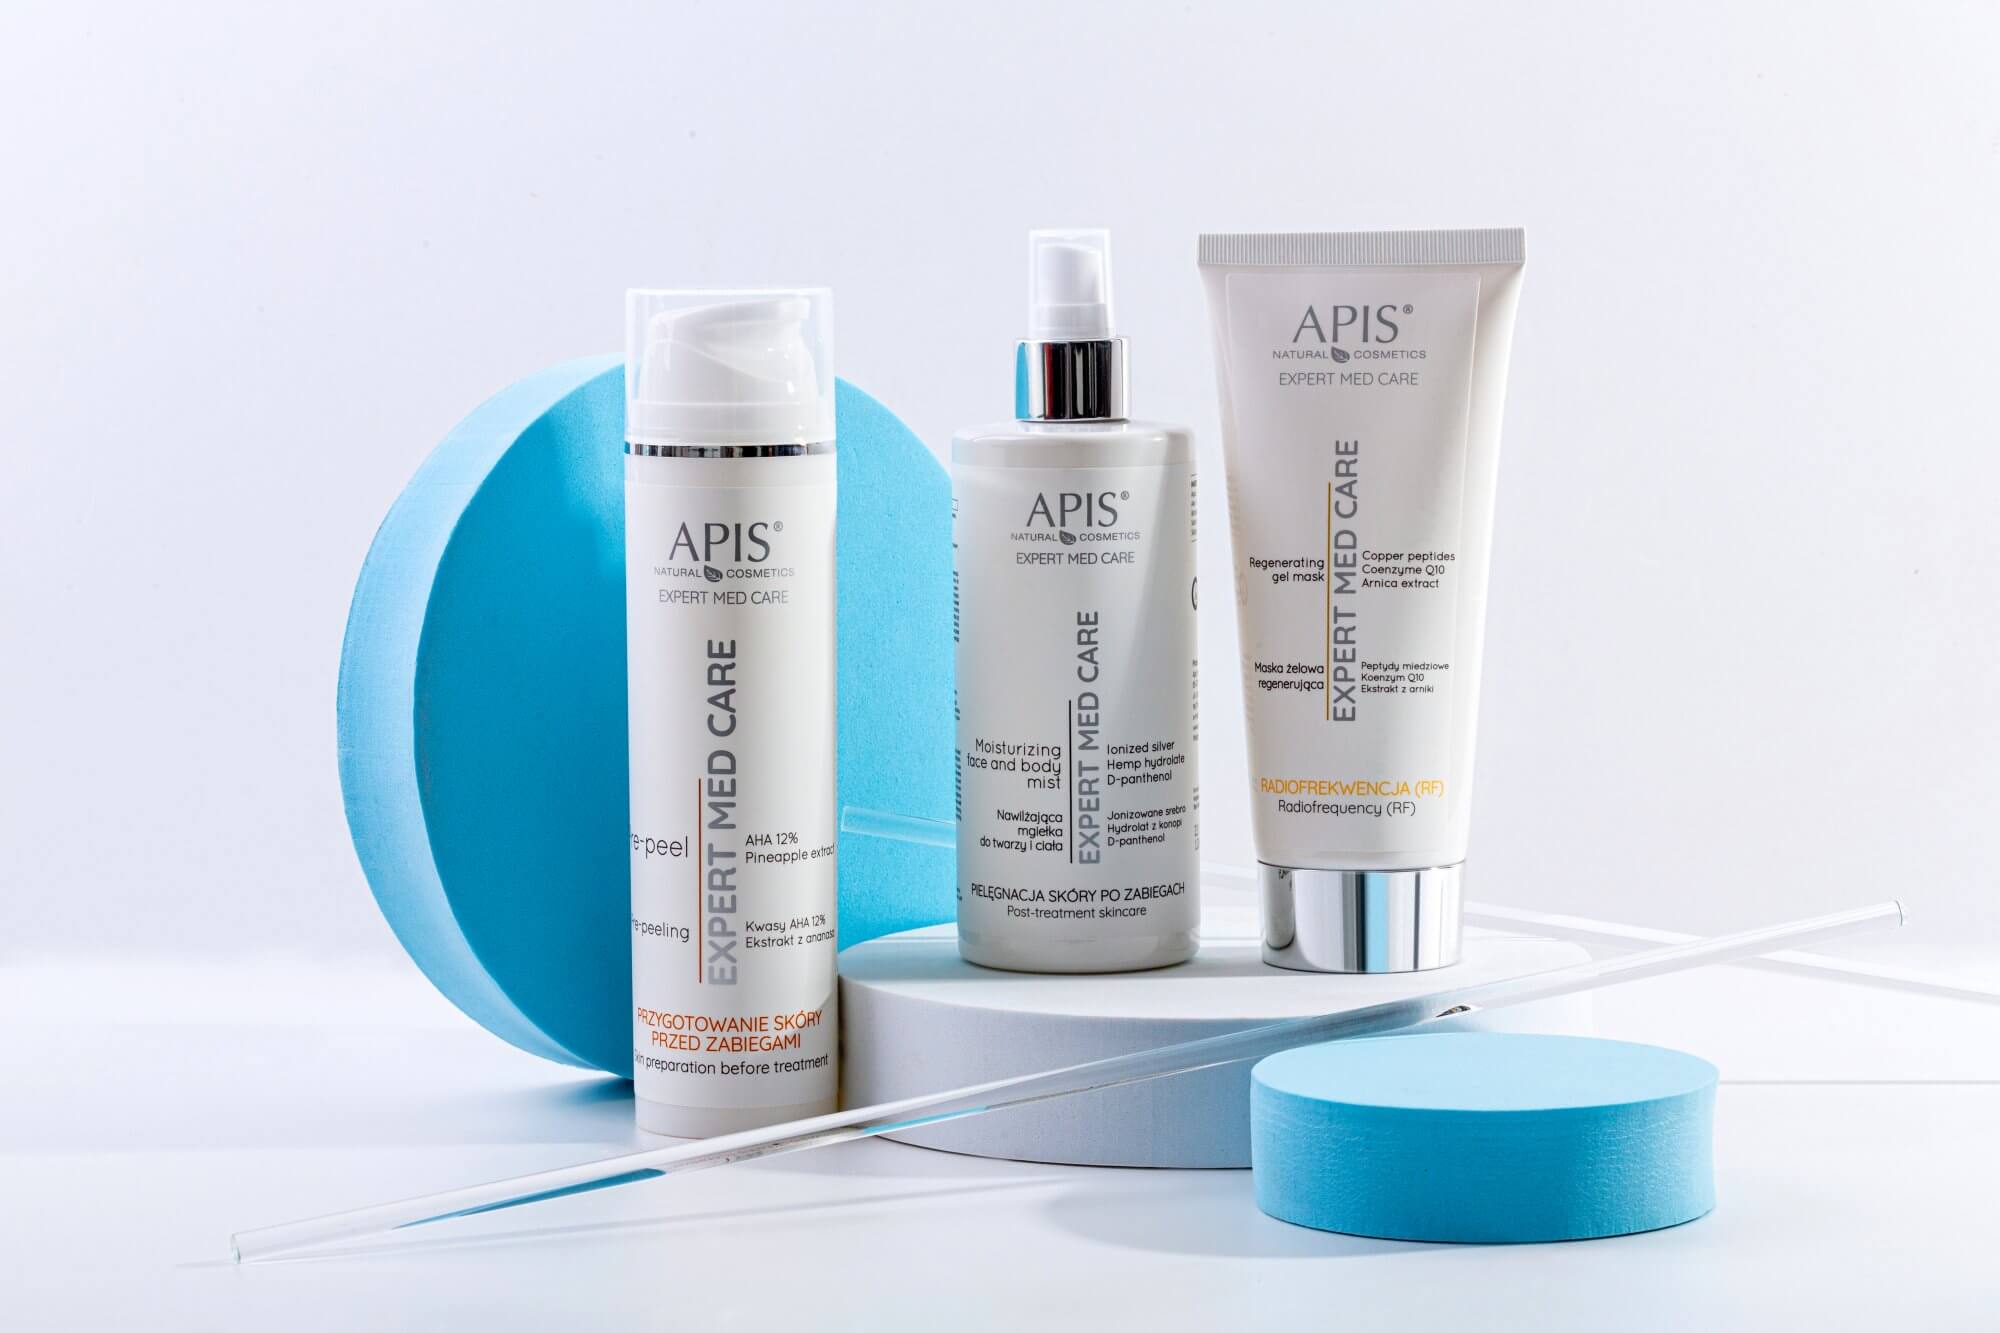 APIS®
NATURAL COSMETICS
EXPERT MED CARE
EXPERT MED CARE
re-peel
AHA 12%
Pineapple extract
re-peeling
Kwasy AHA 12%
Ekstrakt z ananasa
PRZYGOTOWANIE SKÓRY
PRZED ZABIEGAMI
Skin preparation before treatment
APIS®
NATURAL COSMETICS
EXPERT MED CARE
EXPERT MED CARE
Moisturizing
face and body
mist
Ionized silver
Hemp hydrolate
D-panthenol
Nawilżająca
mgiełka
do twarzy i ciała
Jonizowane srebro
Hydrolat z konopi
D-panthenol
PIELĘGNACJA SKÓRY PO ZABIEGACH
Post-treatment skincare
APIS®
NATURAL COSMETICS
EXPERT MED CARE
EXPERT MED CARE
Regenerating
gel mask
Copper peptides
Coenzyme Q10
Arnica extract
Maska żelowa
regenerująca
Peptydy miedziowe
Koenzym Q10
Ekstrakt z arniki
RADIOFREKWENCJA (RF)
Radiofrequency (RF)